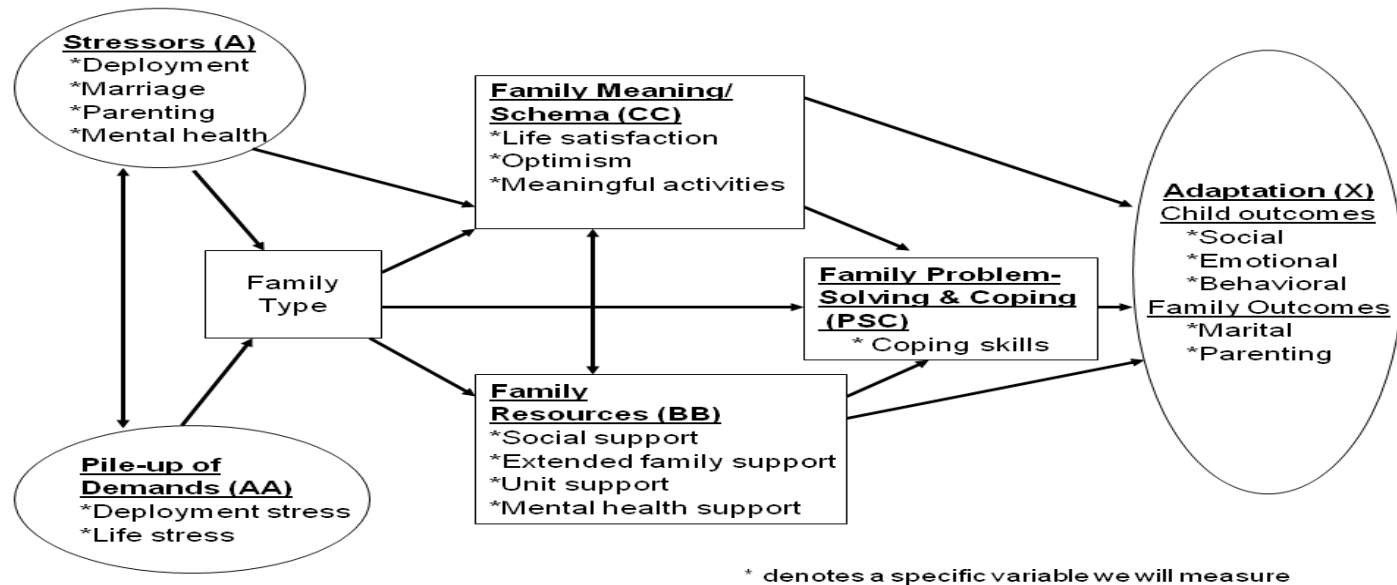 Stressors (A)
*Deployment
*Marriage
*Parenting
*Mental health
Family Meaning/
Schema (CC)
*Life satisfaction
*Optimism
*Meaningful activities
Adaptation (X)
Child outcomes
*Social
*Emotional
*Behavioral
Family Outcomes
*Marital
*Parenting
Family
Type
Family Problem-
Solving & Coping
(PSC)
* Coping skills
Family
Resources (BB)
*Social support
*Extended family support
*Unit support
*Mental health support
Pile-up of
Demands (AA)
*Deployment stress
*Life stress
* denotes a specific variable we will measure